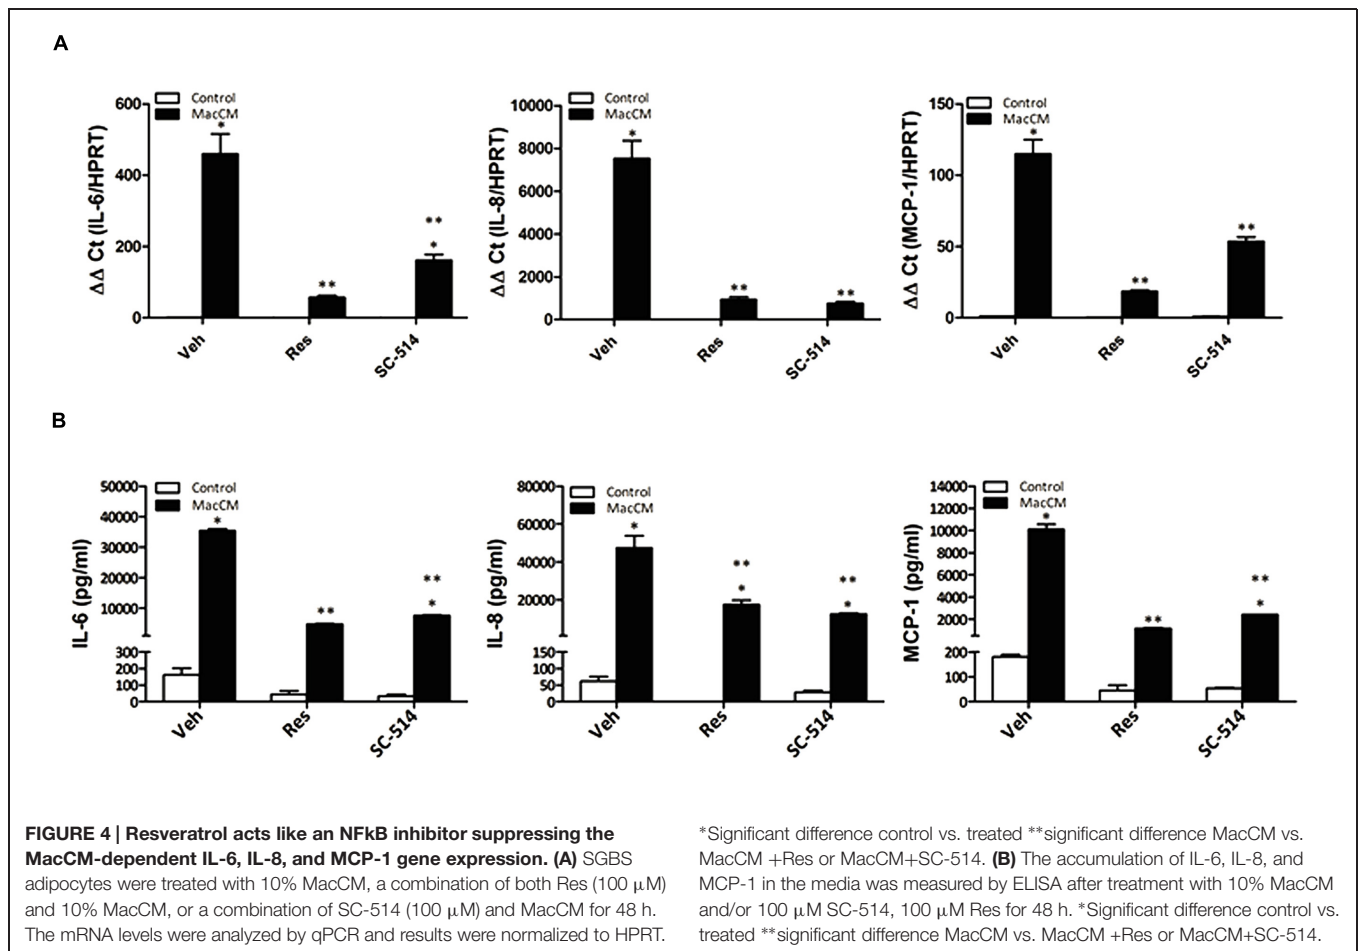 A
Control
MacCM
ΔΔ Ct (IL-6/HPRT)
600
400
200
0
*
**
**
*
Veh
Res
SC-514
Control
MacCM
ΔΔ Ct (IL-8/HPRT)
10000
8000
6000
4000
2000
0
*
**
**
Veh
Res
SC-514
Control
MacCM
ΔΔ Ct (MCP-1/HPRT)
150
100
50
0
*
**
**
Veh
Res
SC-514
B
Control
MacCM
IL-6 (pg/ml)
50000
40000
30000
20000
10000
300
200
100
0
*
**
**
*
Veh
Res
SC-514
Control
MacCM
IL-8 (pg/ml)
80000
60000
40000
20000
150
100
50
0
*
**
*
**
*
Veh
Res
SC-514
Control
MacCM
MCP-1 (pg/ml)
14000
12000
10000
8000
6000
4000
2000
200
100
0
*
**
**
*
Veh
Res
SC-514
FIGURE 4 | Resveratrol acts like an NFkB inhibitor suppressing the
MacCM-dependent IL-6, IL-8, and MCP-1 gene expression. (A) SGBS
adipocytes were treated with 10% MacCM, a combination of both Res (100 μM)
and 10% MacCM, or a combination of SC-514 (100 μM) and MacCM for 48 h.
The mRNA levels were analyzed by qPCR and results were normalized to HPRT.
*Significant difference control vs. treated **significant difference MacCM vs.
MacCM +Res or MacCM+SC-514. (B) The accumulation of IL-6, IL-8, and
MCP-1 in the media was measured by ELISA after treatment with 10% MacCM
and/or 100 μM SC-514, 100 μM Res for 48 h. *Significant difference control vs.
treated **significant difference MacCM vs. MacCM +Res or MacCM+SC-514.